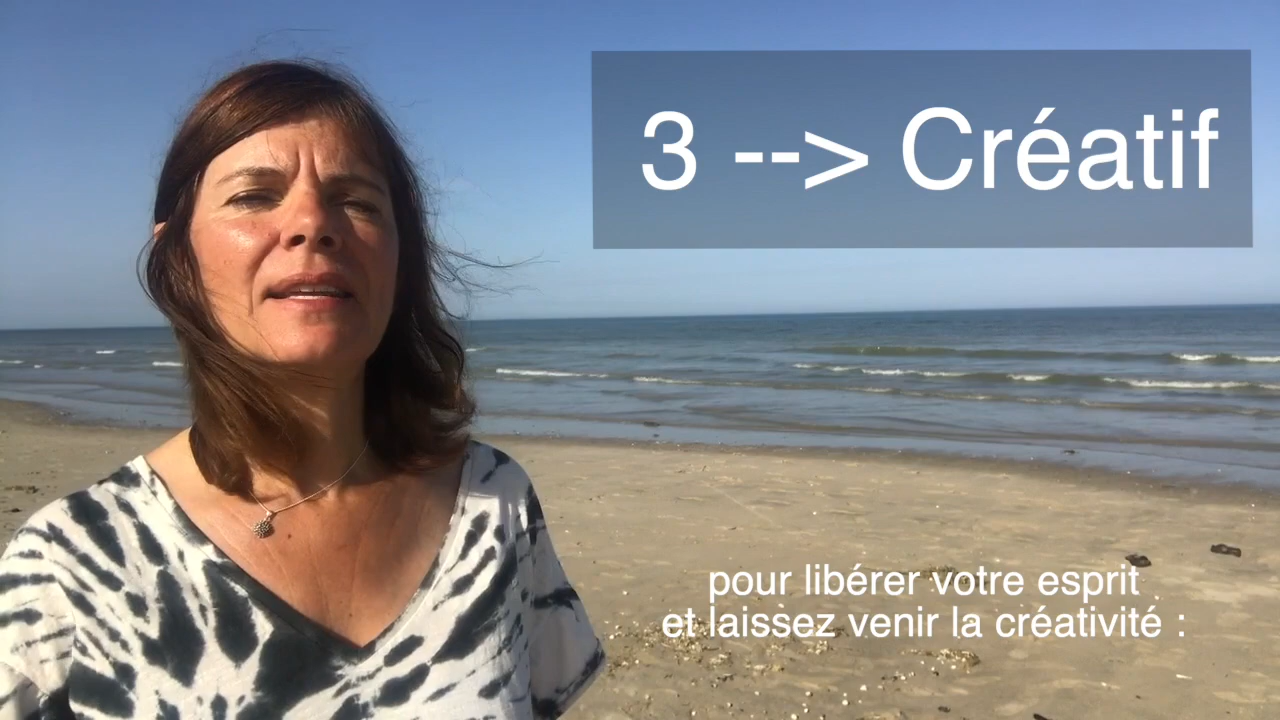 3 --> Créatif
pour libérer votre esprit
et laissez venir la créativité :